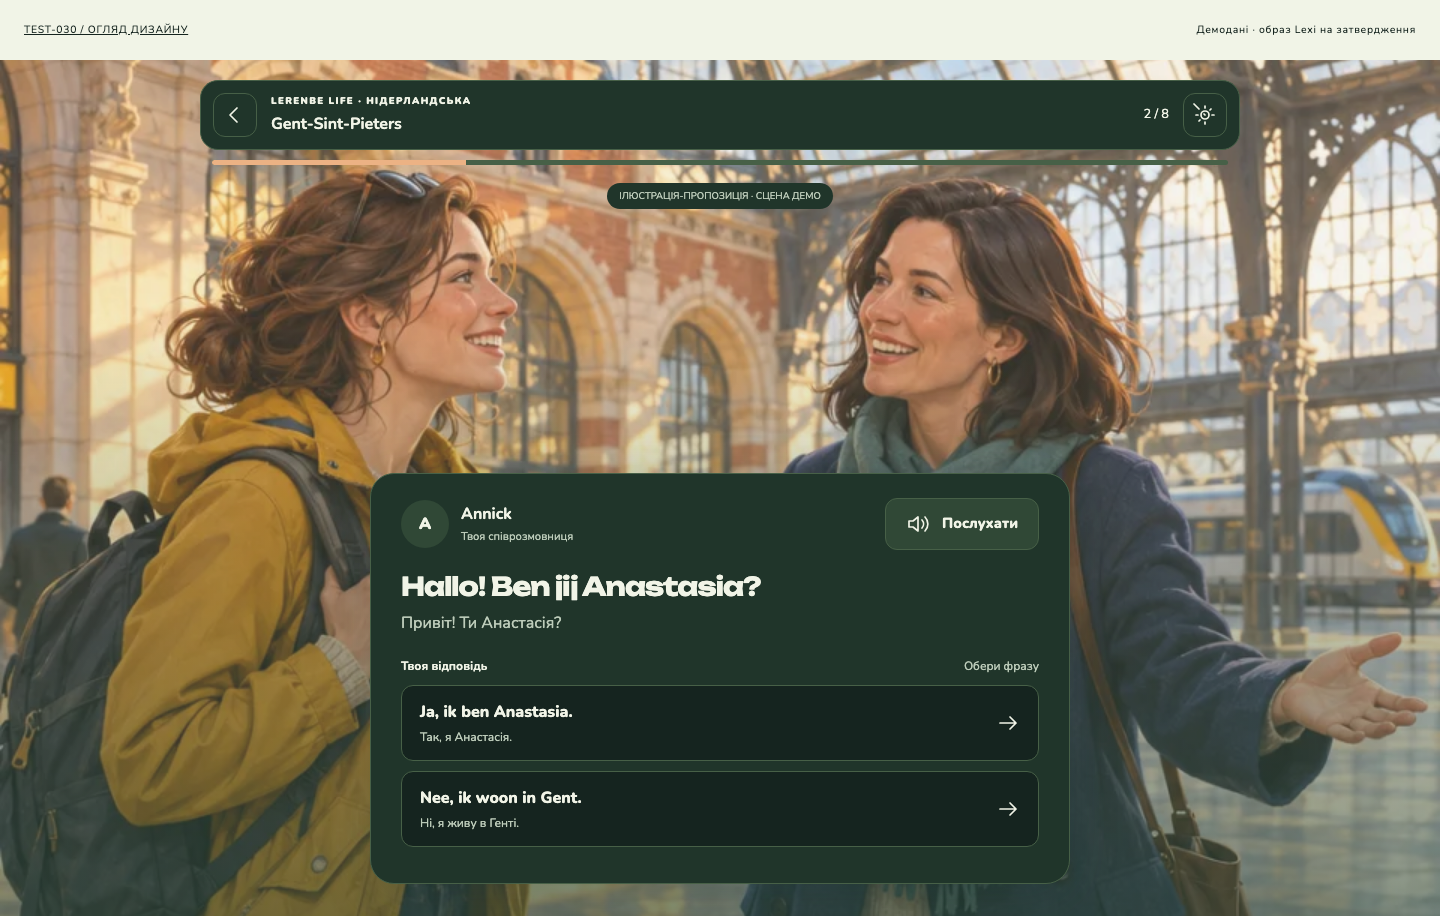 TEST-030 / ОГЛЯД ДИЗАЙНУ
Демодані · образ Lexi на затвердження
LERENBE LIFE · НІДЕРЛАНДСЬКА
Gent-Sint-Pieters
2 / 8
ІЛЮСТРАЦІЯ-ПРОПОЗИЦІЯ · СЦЕНА ДЕМО
A
Annick
Твоя співрозмовниця
Послухати
Hallo! Ben jij Anastasia?
Привіт! Ти Анастасія?
Твоя відповідь
Обери фразу
Ja, ik ben Anastasia.
Так, я Анастасія.
Nee, ik woon in Gent.
Ні, я живу в Генті.